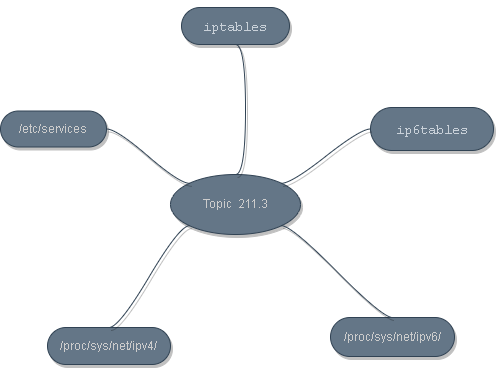 iptables
/etc/services
ip6tables
Topic 211.3
/proc/sys/net/ipv4/
/proc/sys/net/ipv6/